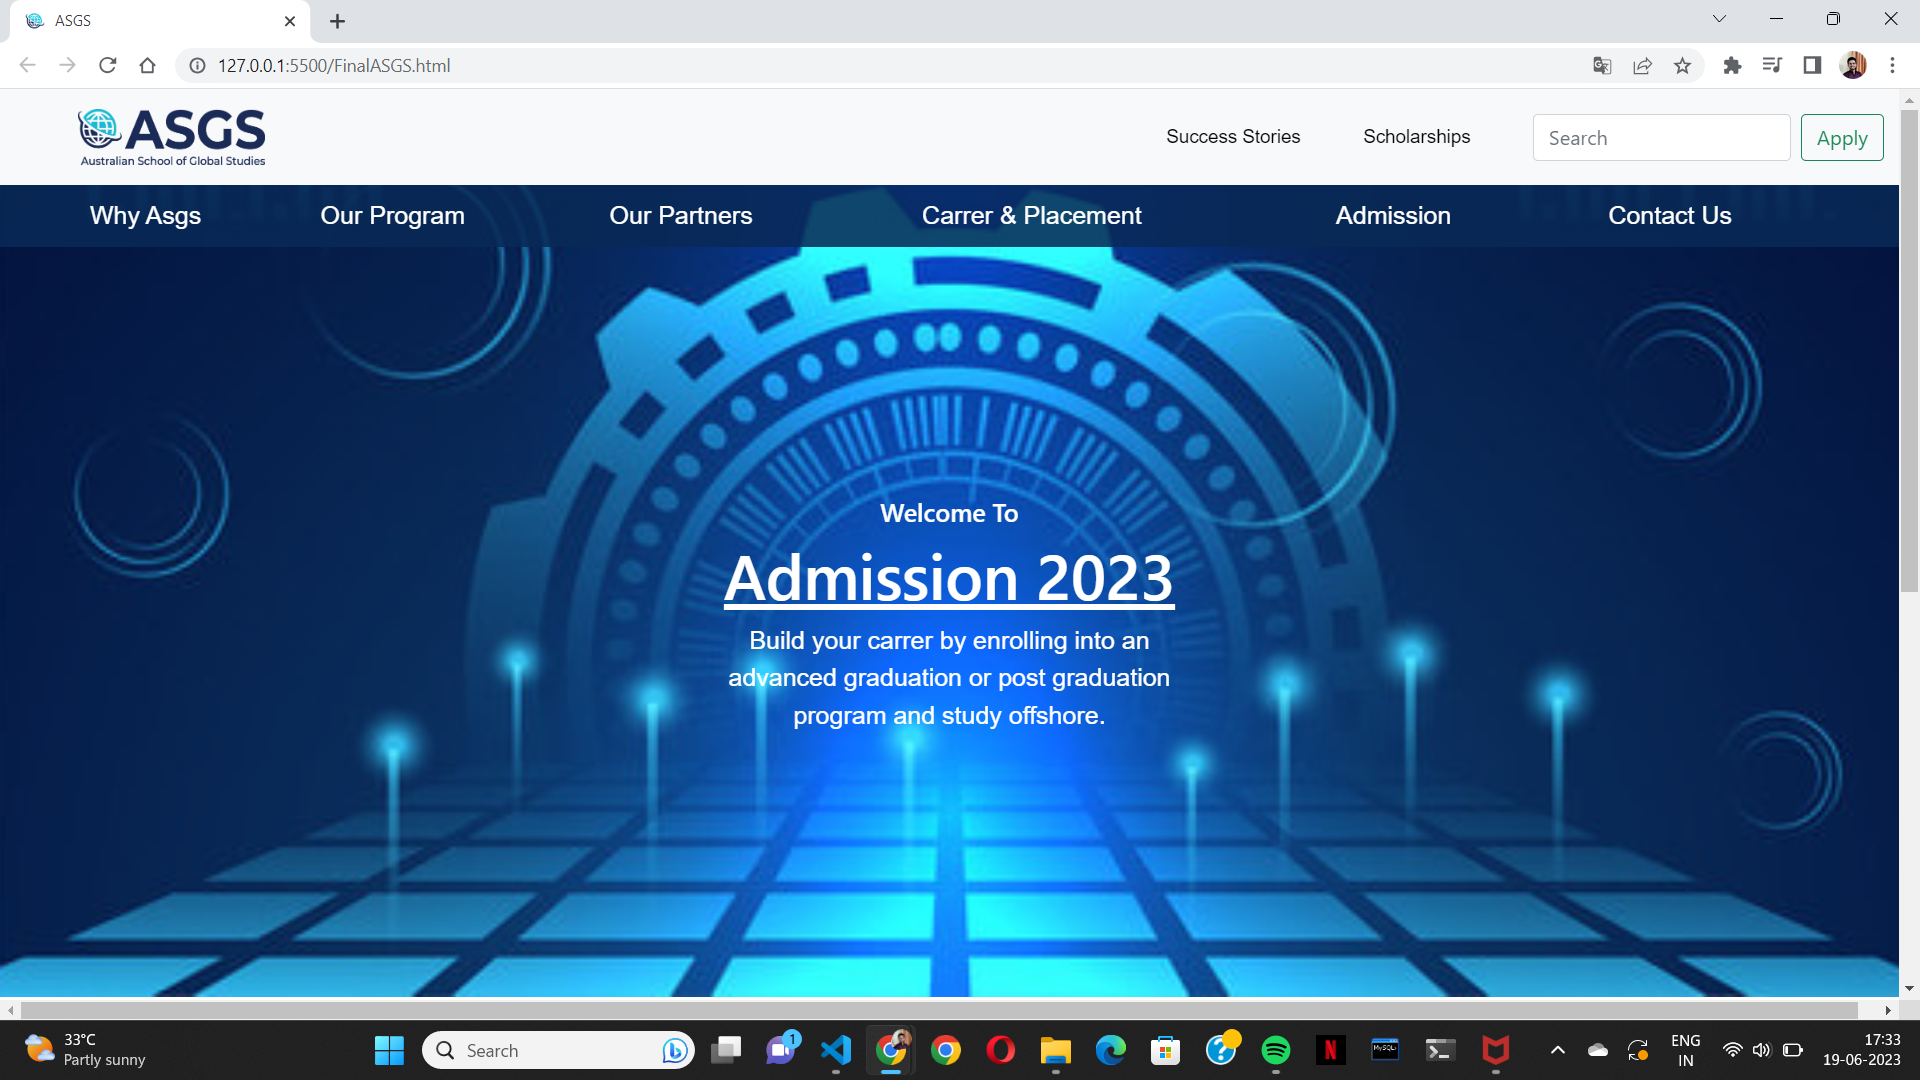 ASGS
127.0.0.1:5500/FinalASGS.html
ASGS
Australian School of Global Studies
Success Stories
Scholarships
Search
Apply
Why Asgs
Our Program
Our Partners
Carrer & Placement
Admission
Contact Us
Welcome To
Admission 2023
Build your carrer by enrolling into an
advanced graduation or post graduation
program and study offshore.
33°C
Partly sunny
Search
1
N
MySQL
ENG
IN
17:33
19-06-2023